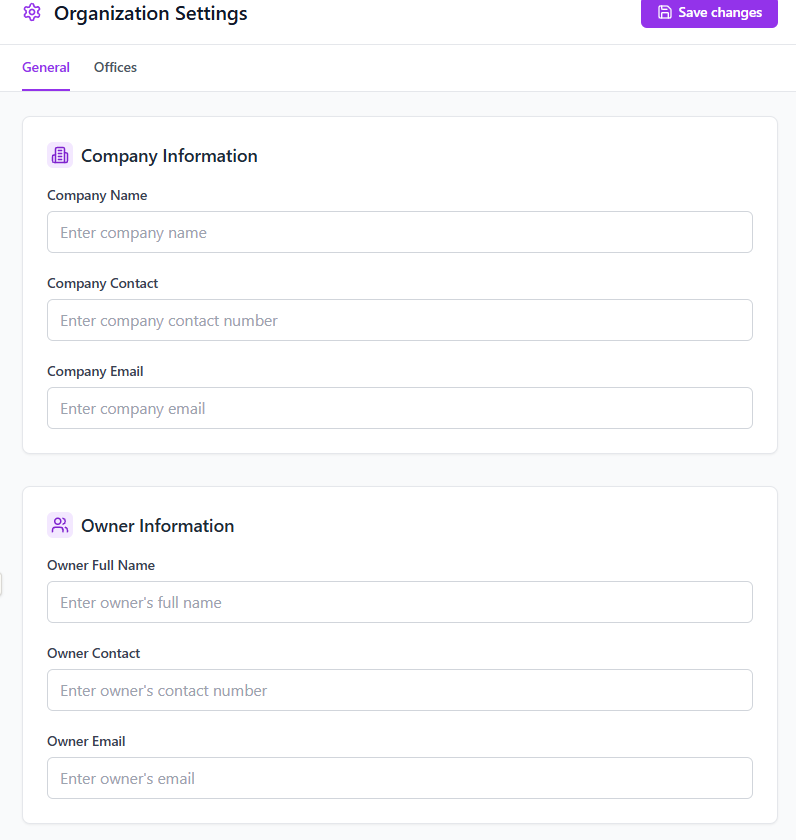 Organization Settings
Save changes
General
Offices
Company Information
Company Name
Enter company name
Company Contact
Enter company contact number
Company Email
Enter company email
Owner Information
Owner Full Name
Enter owner's full name
Owner Contact
Enter owner's contact number
Owner Email
Enter owner's email